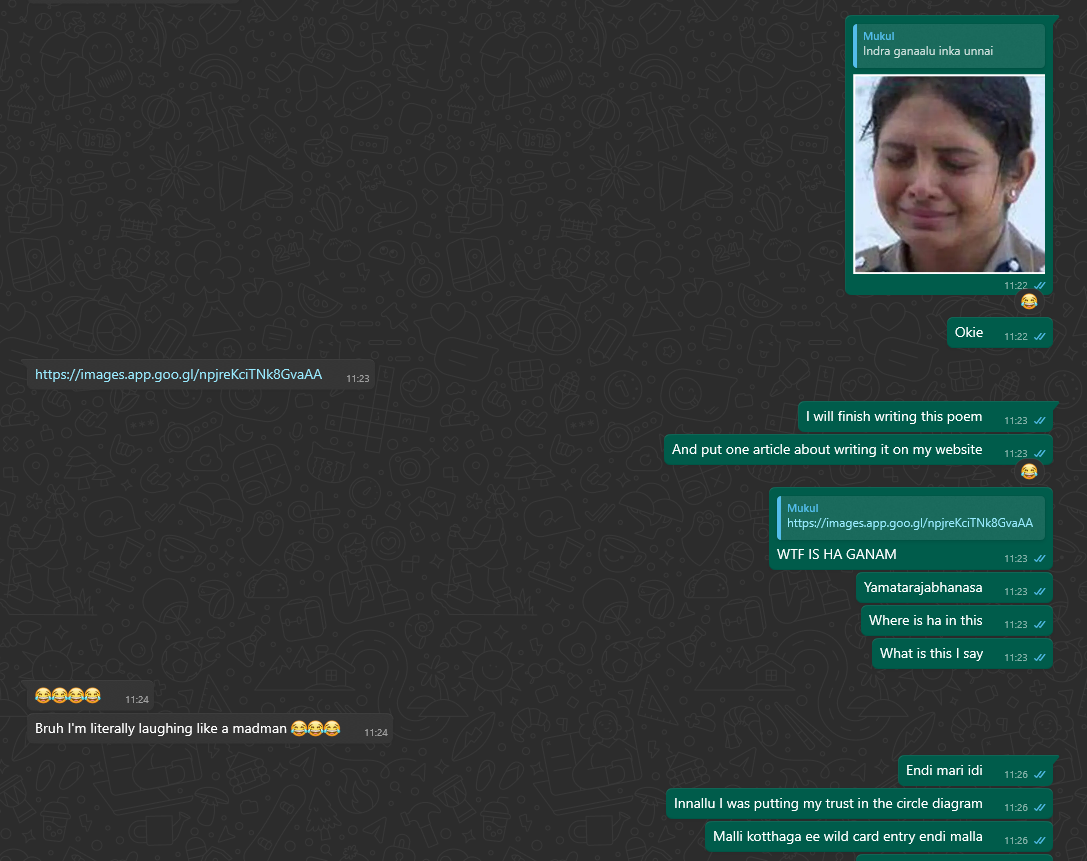 Mukul
Indra ganaalu inka unnai
11:22
Okie
11:22
https://images.app.goo.gl/npjreKciTNk8GvaAA
11:23
I will finish writing this poem
11:23
And put one article about writing it on my website
11:23
Mukul
https://images.app.goo.gl/npjreKciTNk8GvaAA
WTF IS HA GANAM
11:23
Yamatarajabhanasa
11:23
Where is ha in this
11:23
What is this I say
11:23
😂😂😂😂
11:24
Bruh I'm literally laughing like a madman 😂😂😂
11:24
Endi mari idi
11:26
Innallu I was putting my trust in the circle diagram
11:26
Malli kotthaga ee wild card entry endi malla
11:26